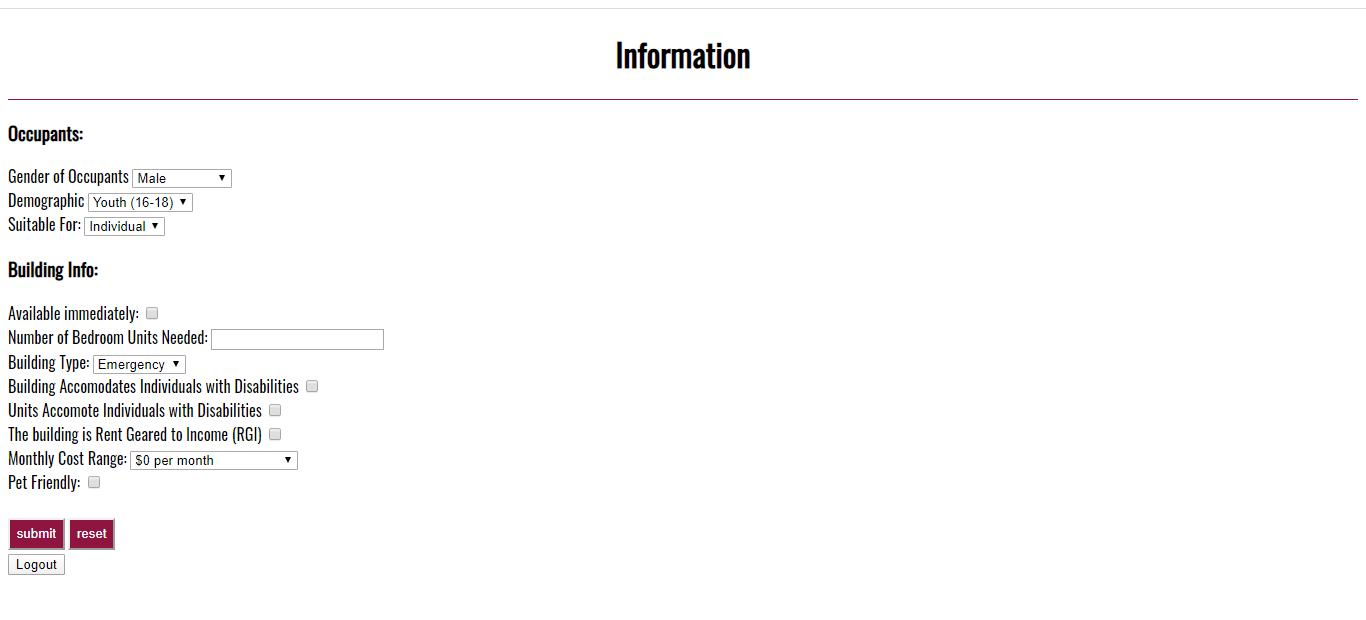 Information
Occupants:
Gender of Occupants Male
Demographic Youth (16-18)
Suitable For: Individual
Building Info:
Available immediately:
Number of Bedroom Units Needed:
Building Type: Emergency
Building Accomodates Individuals with Disabilities
Units Accomote Individuals with Disabilities
The building is Rent Geared to Income (RGI)
Monthly Cost Range: $0 per month
Pet Friendly:
submit reset
Logout